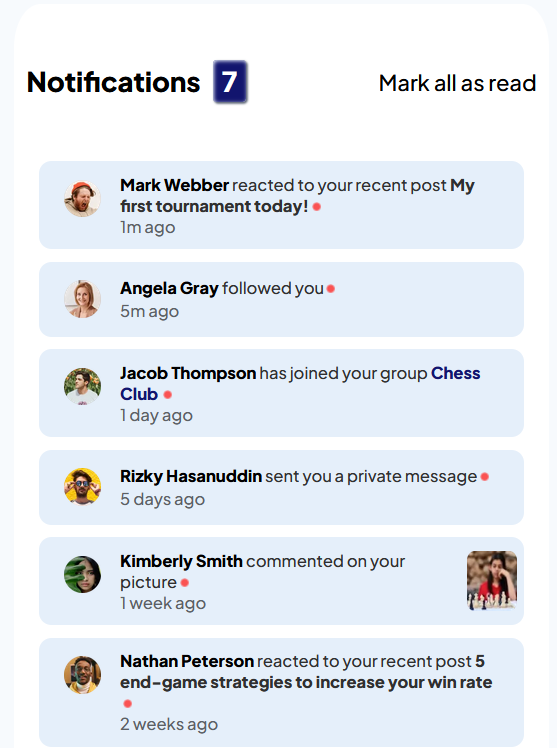 Notifications 7 Mark all as read
Mark Webber reacted to your recent post My
first tournament today!
1m ago
Angela Gray followed you
5m ago
Jacob Thompson has joined your group Chess
Club
1 day ago
Rizky Hasanuddin sent you a private message
5 days ago
Kimberly Smith commented on your
picture
1 week ago
Nathan Peterson reacted to your recent post 5
end-game strategies to increase your win rate
2 weeks ago